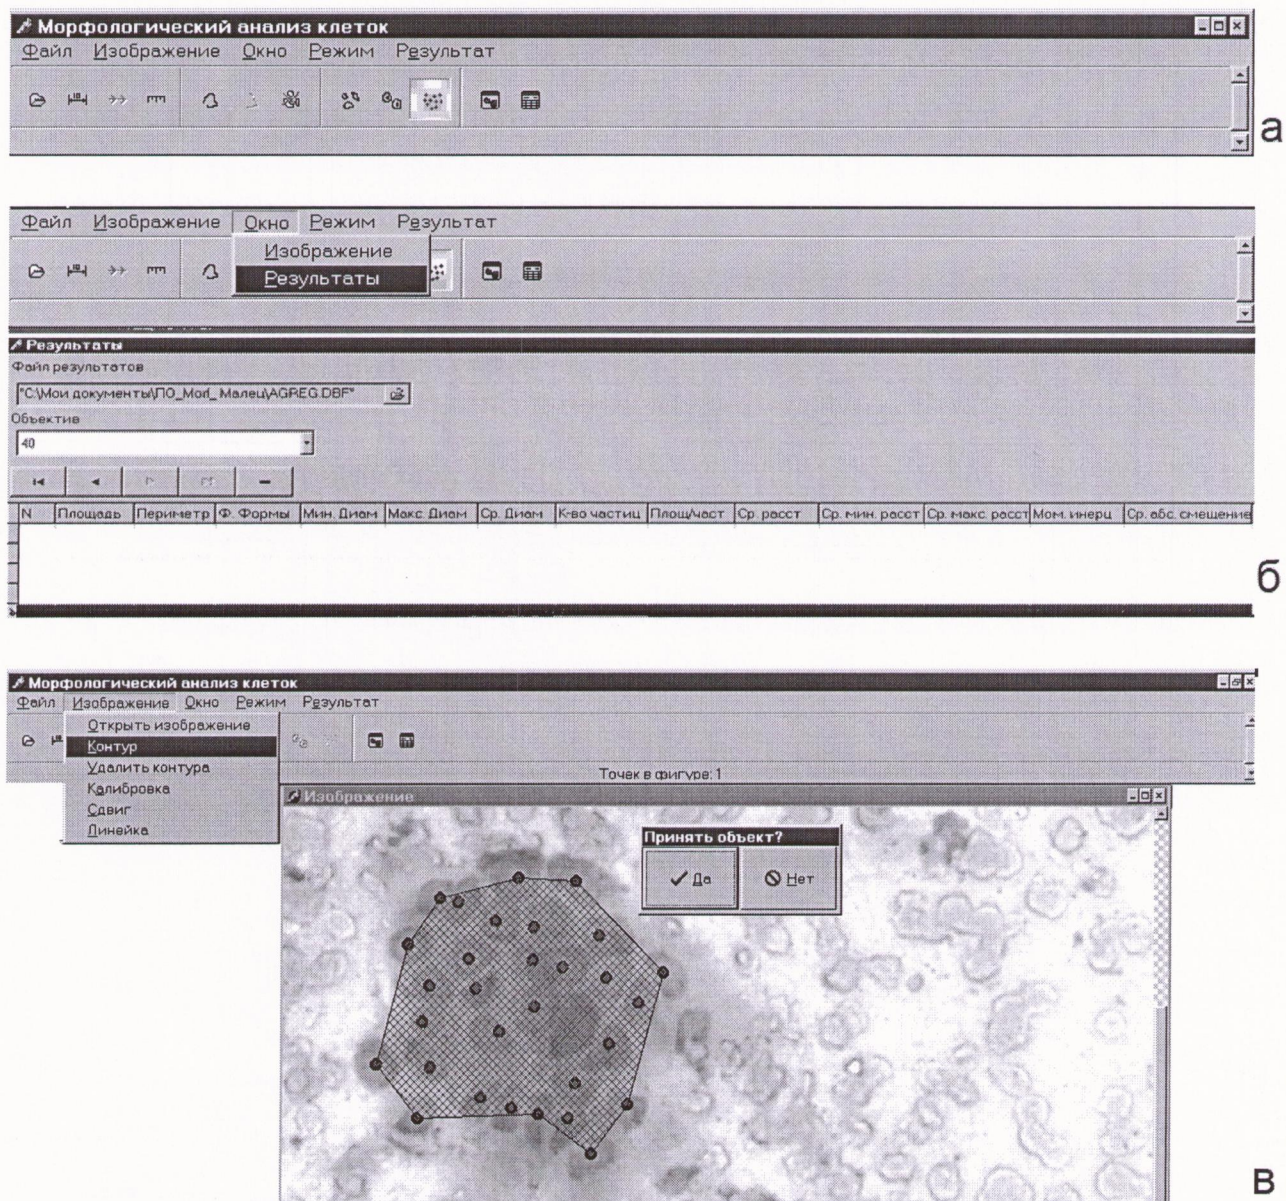 Морфологический анализ клеток
Файл Изображение Окно Режим Результат
а
Файл Изображение Окно Режим Результат
Изображение
Результаты
Результаты
Файл результатов
"C:\Мои документы\ПО_Morf_Малец\AGREG.DBF"
Объектив
40
N Площадь Периметр Ф. Формы Мин. Диам Макс. Диам Ср. Диам К-во частиц Площ/част Ср. расст Ср. мин. расст Ср. макс. расст Мом. инерц Ср. абс. смещение
б
Морфологический анализ клеток
Файл Изображение Окно Режим Результат
Открыть изображение
Контур
Удалить контура
Калибровка
Сдвиг
Линейка
Точек в фигуре: 1
Изображение
Принять объект?
Да Нет
в